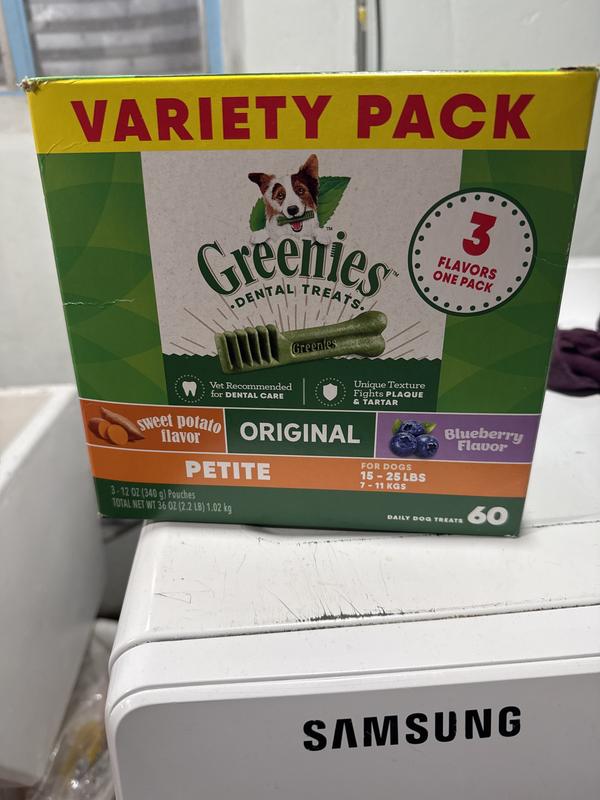 VARIETY PACK
3
FLAVORS
ONE PACK
Greenies™
•DENTAL TREATS•
Greenies
Vet Recommended
for DENTAL CARE
Unique Texture
Fights PLAQUE
& TARTAR
sweet potato
flavor
ORIGINAL
Blueberry
Flavor
PETITE
FOR DOGS
15 - 25 LBS
7 - 11 KGS
3 - 12 OZ (340 g) Pouches
TOTAL NET WT 36 OZ (2.2 LB) 1.02 kg
DAILY DOG TREATS 60
SAMSUNG